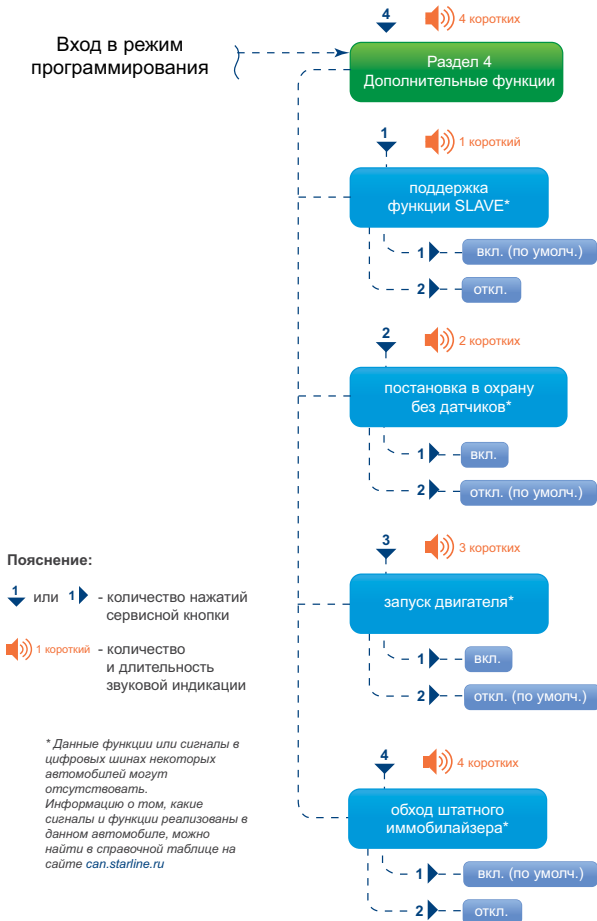 4
4 коротких
Вход в режим
программирования
Раздел 4
Дополнительные функции
1
1 короткий
поддержка
функции SLAVE*
1
вкл. (по умолч.)
2
откл.
2
2 коротких
постановка в охрану
без датчиков*
1
вкл.
2
откл. (по умолч.)
3
3 коротких
запуск двигателя*
1
вкл.
2
откл. (по умолч.)
4
4 коротких
обход штатного
иммобилайзера*
1
вкл. (по умолч.)
2
откл.
Пояснение:
1 или 1 - количество нажатий
сервисной кнопки
1 короткий - количество
и длительность
звуковой индикации
* Данные функции или сигналы в
цифровых шинах некоторых
автомобилей могут
отсутствовать.
Информацию о том, какие
сигналы и функции реализованы в
данном автомобиле, можно
найти в справочной таблице на
сайте can.starline.ru